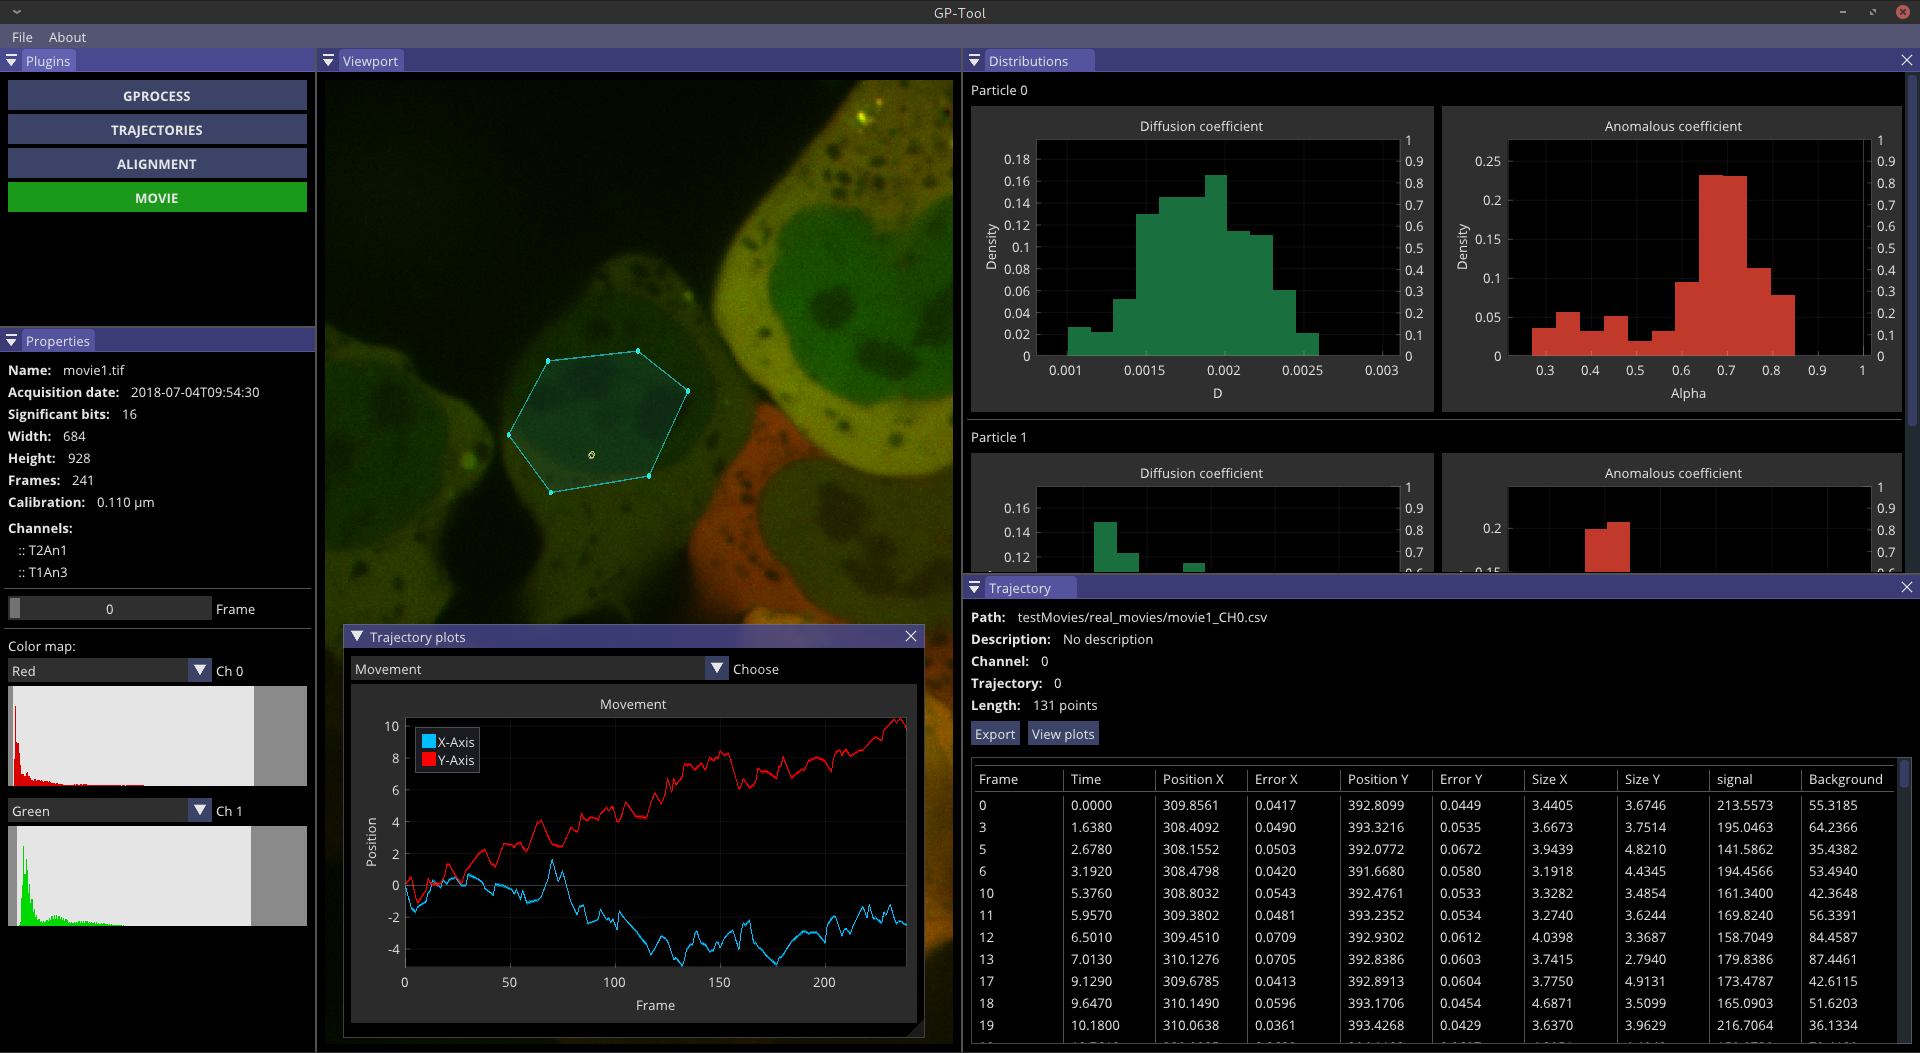 GP-Tool
File About
Plugins
GPROCESS
TRAJECTORIES
ALIGNMENT
MOVIE
Properties
Name: movie1.tif
Acquisition date: 2018-07-04T09:54:30
Significant bits: 16
Width: 684
Height: 928
Frames: 241
Calibration: 0.110 µm
Channels:
:: T2An1
:: T1An3
0 Frame
Color map:
Red Ch 0
Green Ch 1
Viewport
Trajectory plots
Movement Choose
Movement
X-Axis
Y-Axis
Position
10
8
6
4
2
0
-2
-4
0 50 100 150 200
Frame
Distributions
Particle 0
Diffusion coefficient
Density
0.18
0.16
0.14
0.12
0.1
0.08
0.06
0.04
0.02
0
1
0.9
0.8
0.7
0.6
0.5
0.4
0.3
0.2
0.1
0
0.001 0.0015 0.002 0.0025 0.003
D
Anomalous coefficient
Density
0.25
0.2
0.15
0.1
0.05
0
1
0.9
0.8
0.7
0.6
0.5
0.4
0.3
0.2
0.1
0
0.3 0.4 0.5 0.6 0.7 0.8 0.9 1
Alpha
Particle 1
Diffusion coefficient
0.16
0.14
0.12
1
0.9
0.8
0.7
Anomalous coefficient
0.2
0.15
1
0.9
0.8
0.7
Trajectory
Path: testMovies/real_movies/movie1_CH0.csv
Description: No description
Channel: 0
Trajectory: 0
Length: 131 points
Export View plots
Frame Time Position X Error X Position Y Error Y Size X Size Y signal Background
0 0.0000 309.8561 0.0417 392.8099 0.0449 3.4405 3.6746 213.5573 55.3185
3 1.6380 308.4092 0.0490 393.3216 0.0535 3.6673 3.7514 195.0463 64.2366
5 2.6780 308.1552 0.0503 392.0772 0.0672 3.9439 4.8210 141.5862 35.4382
6 3.1920 308.4798 0.0420 391.6680 0.0580 3.1918 4.4345 194.4566 53.4940
10 5.3760 308.8032 0.0543 392.4761 0.0533 3.3282 3.4854 161.3400 42.3648
11 5.9570 309.3802 0.0481 393.2352 0.0534 3.2740 3.6244 169.8240 56.3391
12 6.5010 309.4510 0.0709 392.9302 0.0612 4.0398 3.3687 158.7049 84.4587
13 7.0130 310.1276 0.0705 392.8386 0.0603 3.7415 2.7940 179.8386 87.4461
17 9.1290 309.6785 0.0413 392.8913 0.0604 3.7750 4.9131 173.4787 42.6115
18 9.6470 310.1490 0.0596 393.1706 0.0454 4.6871 3.5099 165.0903 51.6203
19 10.1800 310.0638 0.0361 393.4268 0.0429 3.6370 3.9629 216.7064 36.1334